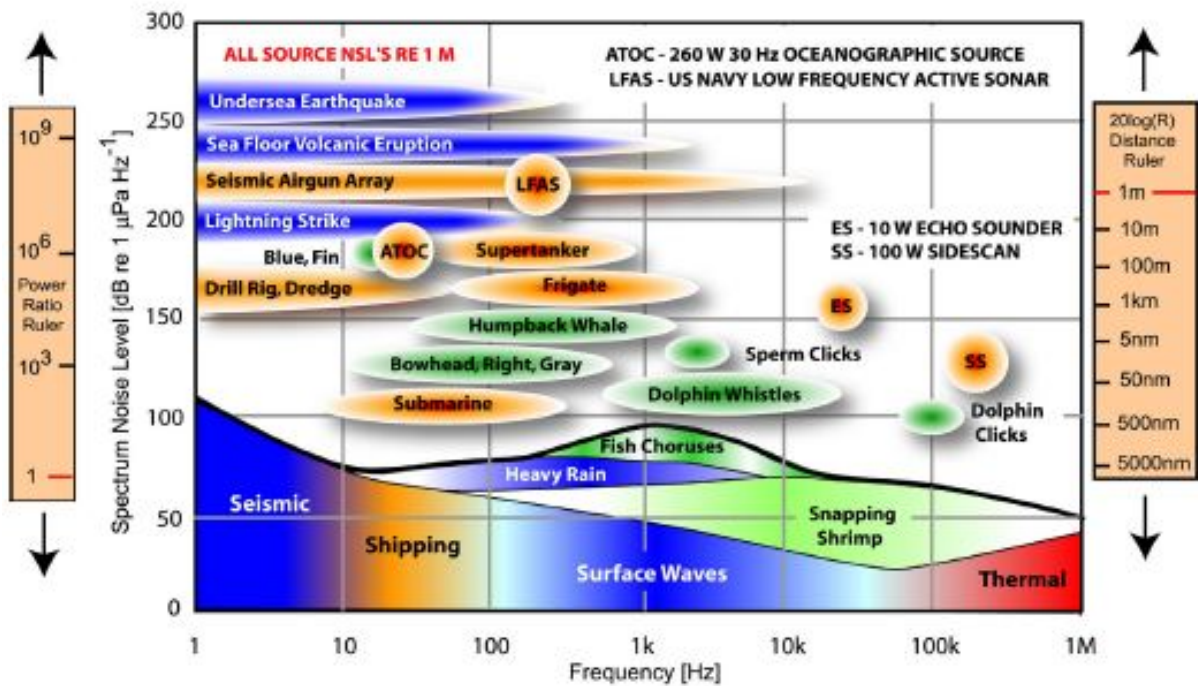 300
250
200
150
100
50
0
Spectrum Noise Level [dB re 1 µPa Hz⁻¹]
ALL SOURCE NSL'S RE 1 M
ATOC - 260 W 30 Hz OCEANOGRAPHIC SOURCE
LFAS - US NAVY LOW FREQUENCY ACTIVE SONAR
Undersea Earthquake
Sea Floor Volcanic Eruption
Seismic Airgun Array
LFAS
Lightning Strike
ES - 10 W ECHO SOUNDER
SS - 100 W SIDESCAN
Blue, Fin
ATOC
Supertanker
Drill Rig, Dredge
Frigate
ES
Humpback Whale
Sperm Clicks
SS
Bowhead, Right, Gray
Dolphin Whistles
Submarine
Dolphin
Clicks
Fish Choruses
Heavy Rain
Seismic
Snapping
Shrimp
Shipping
Surface Waves
Thermal
1
10
100
1k
10k
100k
1M
Frequency [Hz]
10⁹
10⁶
Power
Ratio
Ruler
10³
1
20log(R)
Distance
Ruler
1m
10m
100m
1km
5nm
50nm
500nm
5000nm